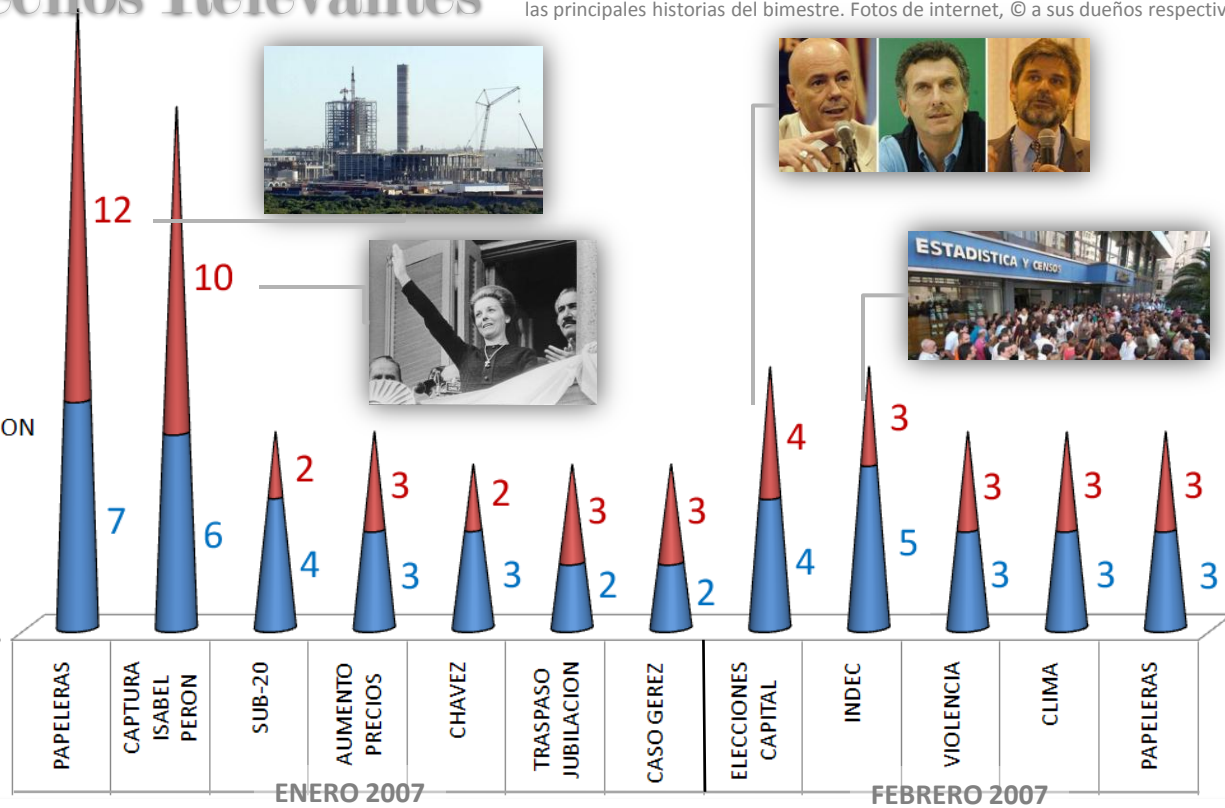 las principales historias del bimestre. Fotos de internet, © a sus dueños
Relevantes
ESTADISTICA Y CENSOS
12
10
ON
2
3
2
3
3
4
3
3
3
3
7
6
4
3
3
2
2
4
5
3
3
3
PAPELERAS
CAPTURA
ISABEL
PERON
SUB-20
AUMENTO
PRECIOS
CHAVEZ
TRASPASO
JUBILACION
CASO GEREZ
ELECCIONES
CAPITAL
INDEC
VIOLENCIA
CLIMA
PAPELERAS
ENERO 2007
FEBRERO 2007